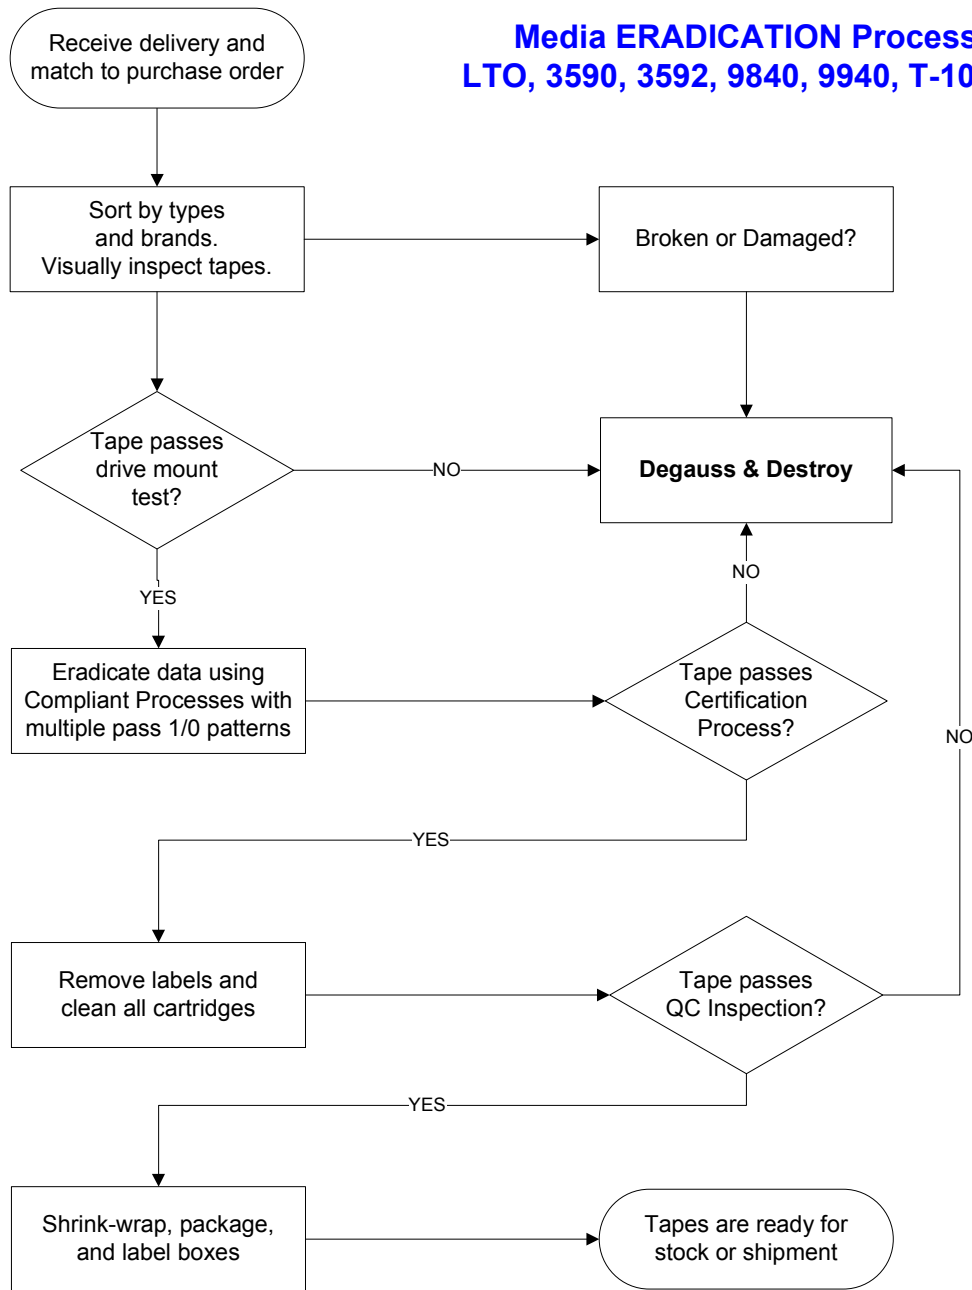 Media ERADICATION Process
LTO, 3590, 3592, 9840, 9940, T-10
Receive delivery and
match to purchase order
Sort by types
and brands.
Visually inspect tapes.
Broken or Damaged?
Tape passes
drive mount
test?
NO
Degauss & Destroy
YES
NO
Eradicate data using
Compliant Processes with
multiple pass 1/0 patterns
Tape passes
Certification
Process?
NO
YES
Remove labels and
clean all cartridges
Tape passes
QC Inspection?
YES
Shrink-wrap, package,
and label boxes
Tapes are ready for
stock or shipment